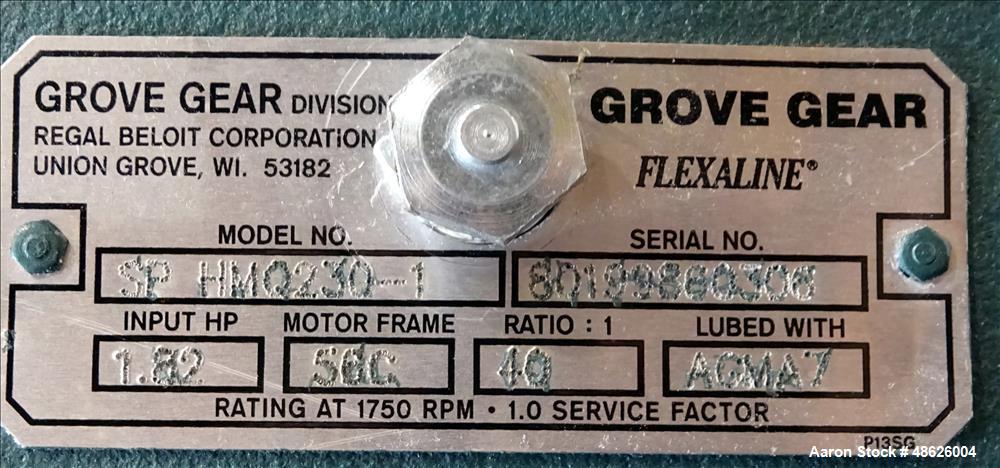 GROVE GEAR DIVISION
REGAL BELOIT CORPORATION
UNION GROVE, WI. 53182
GROVE GEAR
FLEXALINE®
MODEL NO.
SP HMQ230-1
SERIAL NO.
INPUT HP
1.82
MOTOR FRAME
56C
RATIO : 1
40
LUBED WITH
AGMA7
RATING AT 1750 RPM • 1.0 SERVICE FACTOR
P13SG
Aaron Stock # 48626004